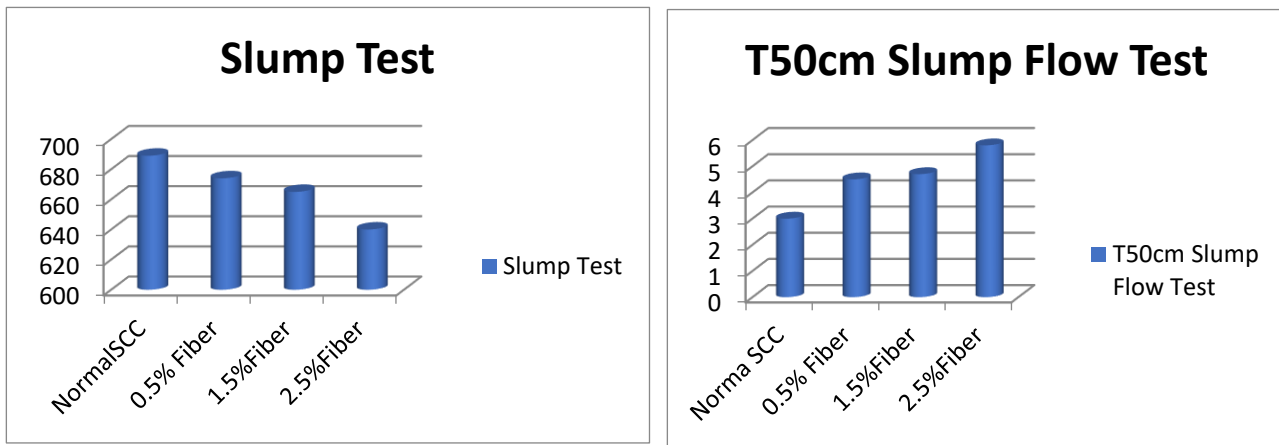 Slump Test
700
680
660
640
620
600
NormalSCC
0.5% Fiber
1.5%Fiber
2.5%Fiber
Slump Test
T50cm Slump Flow Test
6
5
4
3
2
1
0
Norma SCC
0.5% Fiber
1.5%Fiber
2.5%Fiber
T50cm Slump
Flow Test